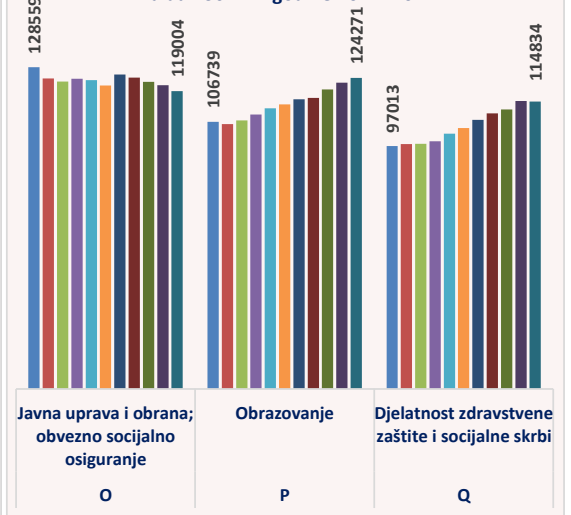 128559
119004
106739
124271
97013
114834
Javna uprava i obrana;
obvezno socijalno
osiguranje
Obrazovanje
Djelatnost zdravstvene
zaštite i socijalne skrbi
O
P
Q